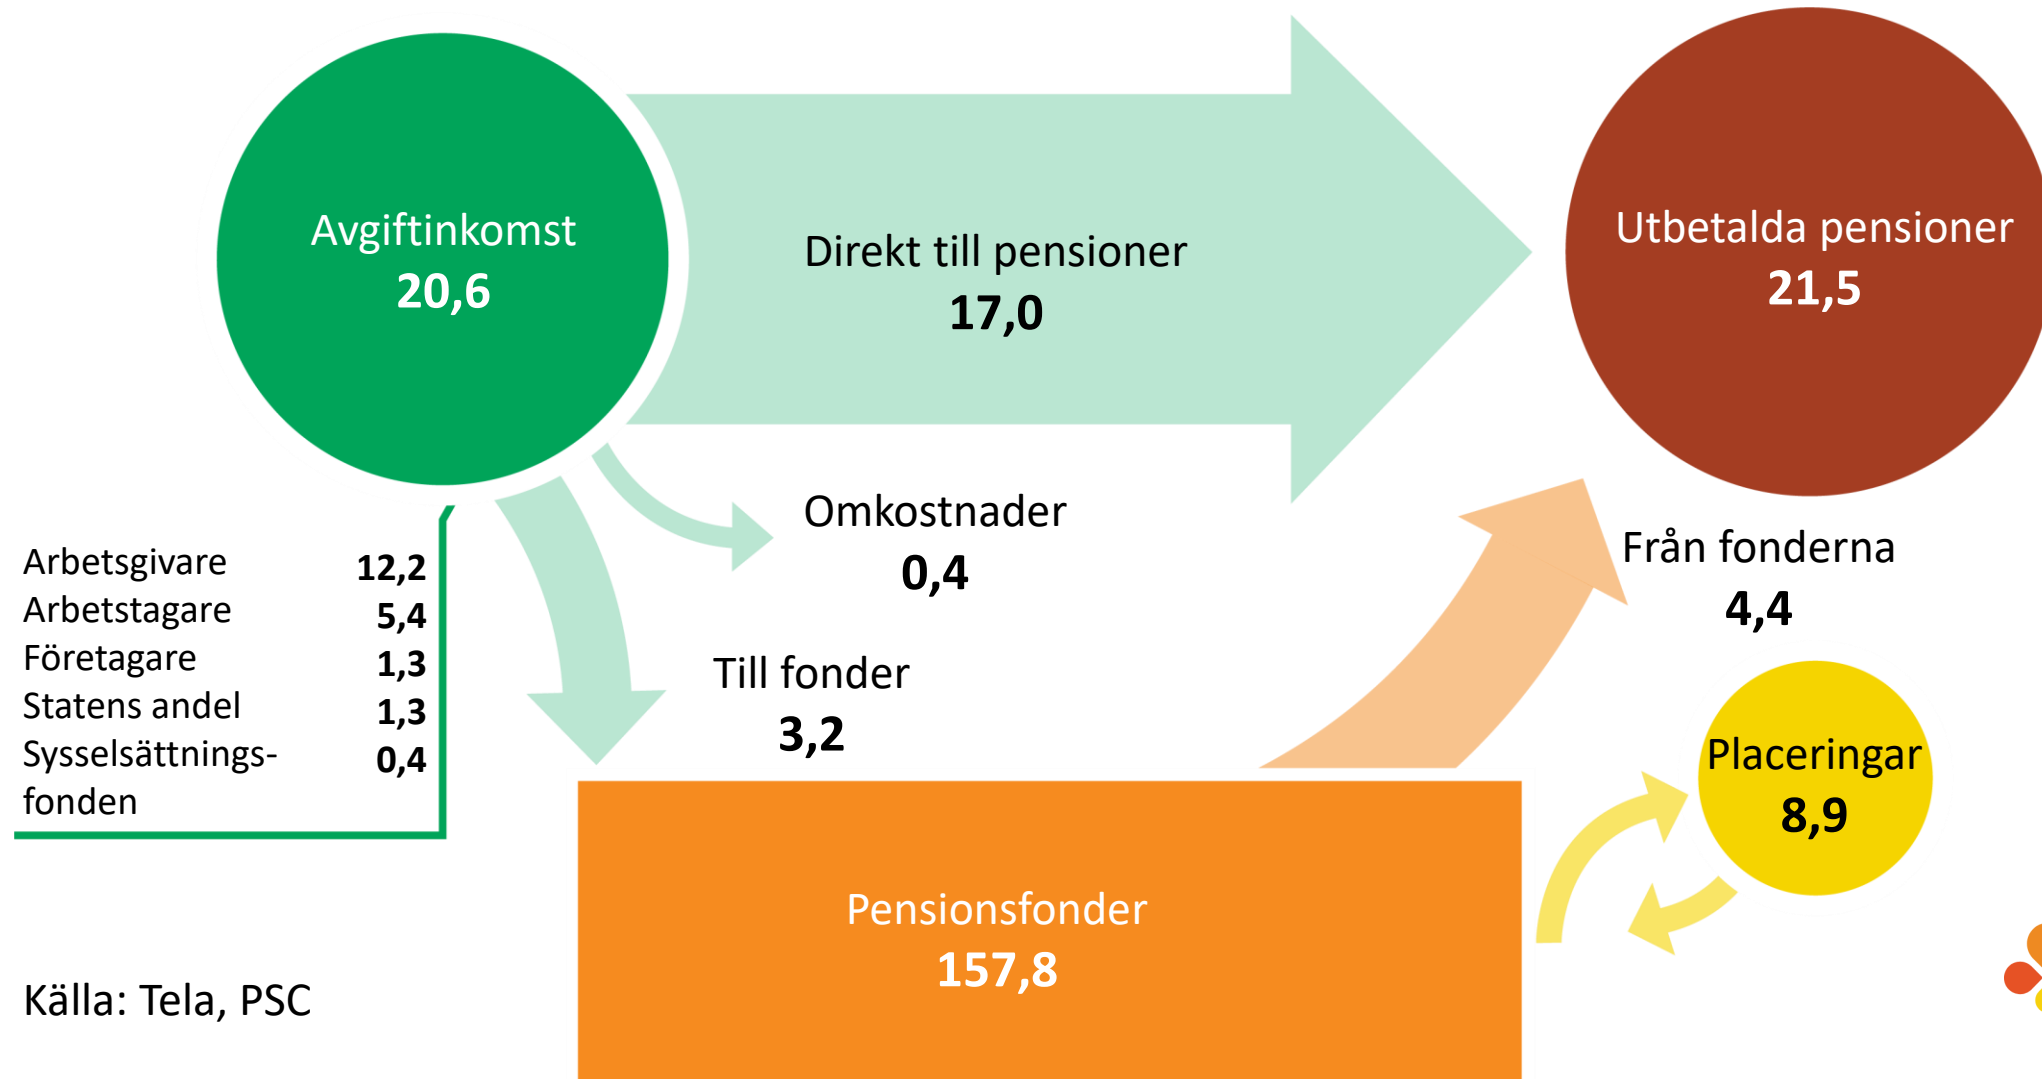 Avgiftinkomst
20,6
Direkt till pensioner
17,0
Utbetalda pensioner
21,5
Omkostnader
0,4
Från fonderna
4,4
Arbetsgivare 12,2
Arbetstagare 5,4
Företagare 1,3
Statens andel 1,3
Sysselsättnings- 0,4
fonden
Till fonder
3,2
Placeringar
8,9
Pensionsfonder
157,8
Källa: Tela, PSC